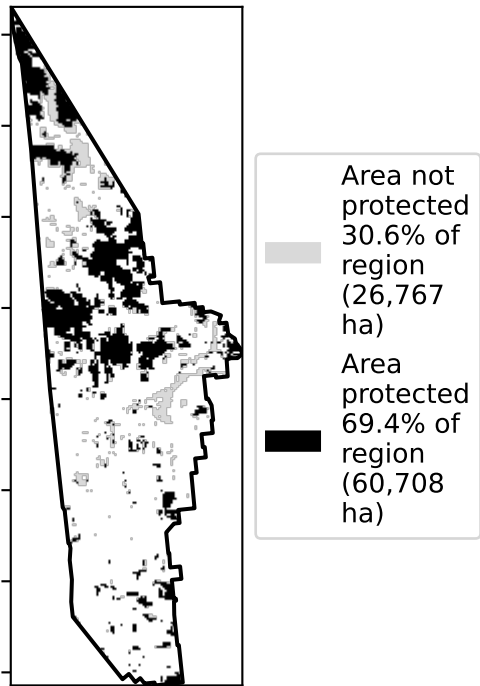 Area not
protected
30.6% of
region
(26,767
ha)
Area
protected
69.4% of
region
(60,708
ha)